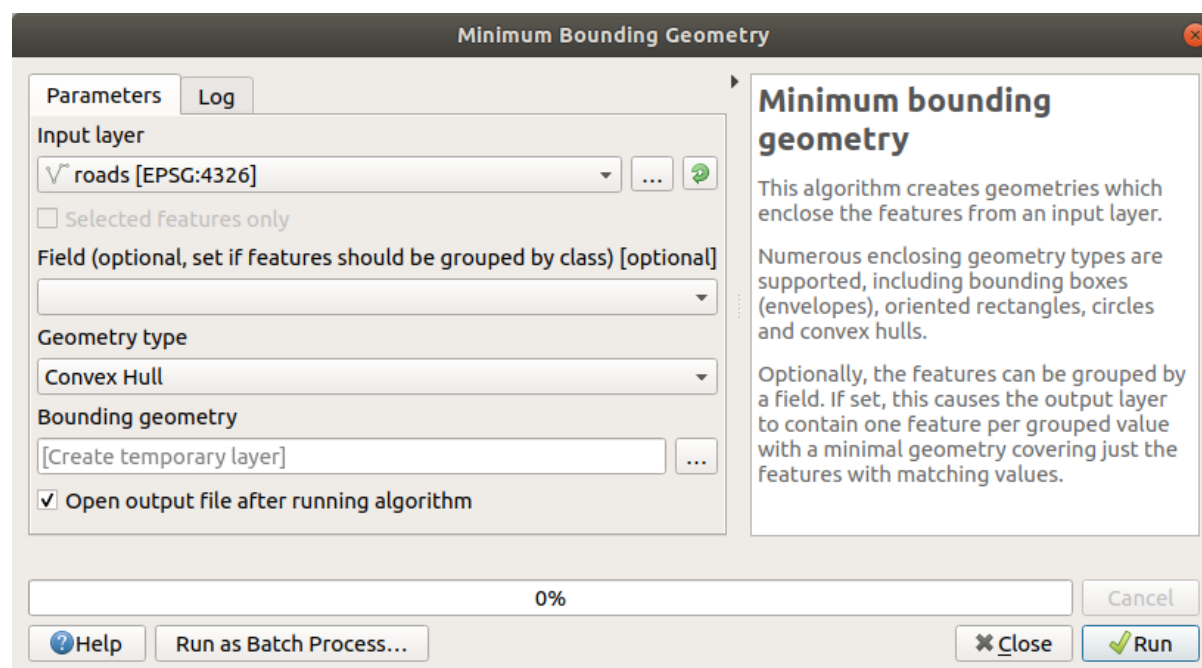 Minimum Bounding Geometry
Parameters
Log
Input layer
roads [EPSG:4326]
...
Selected features only
Field (optional, set if features should be grouped by class) [optional]
Geometry type
Convex Hull
Bounding geometry
[Create temporary layer]
...
Open output file after running algorithm
Minimum bounding
geometry
This algorithm creates geometries which
enclose the features from an input layer.
Numerous enclosing geometry types are
supported, including bounding boxes
(envelopes), oriented rectangles, circles
and convex hulls.
Optionally, the features can be grouped by
a field. If set, this causes the output layer
to contain one feature per grouped value
with a minimal geometry covering just the
features with matching values.
0%
Cancel
Help
Run as Batch Process...
Close
Run